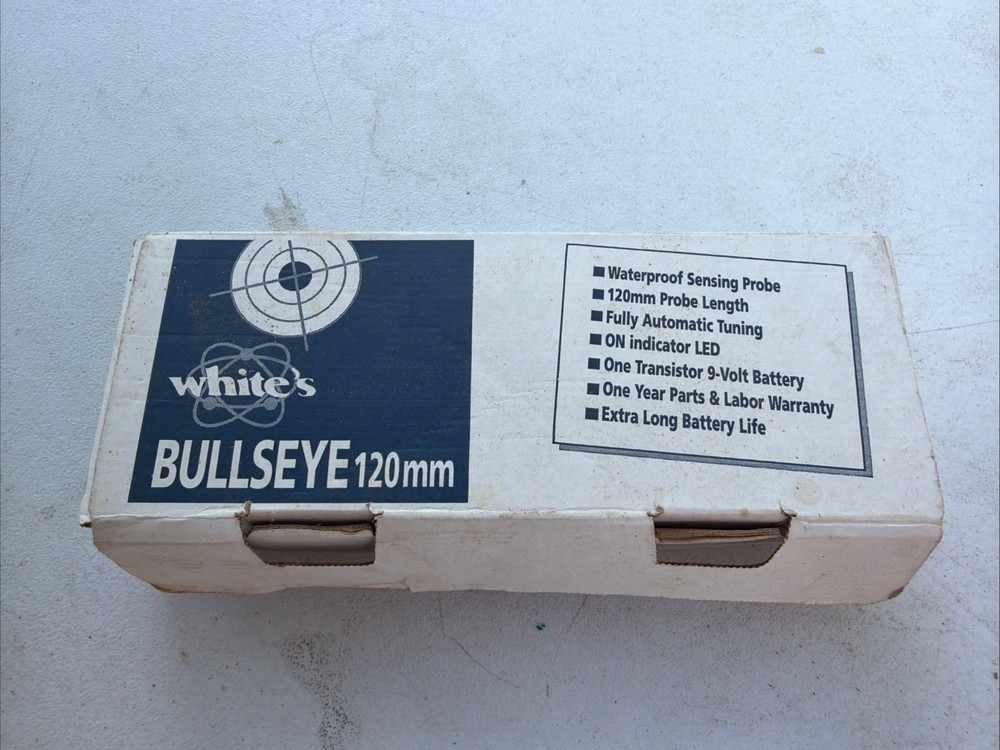 white's
BULLSEYE 120mm
■ Waterproof Sensing Probe
■ 120mm Probe Length
■ Fully Automatic Tuning
■ ON indicator LED
■ One Transistor 9-Volt Battery
■ One Year Parts & Labor Warranty
■ Extra Long Battery Life